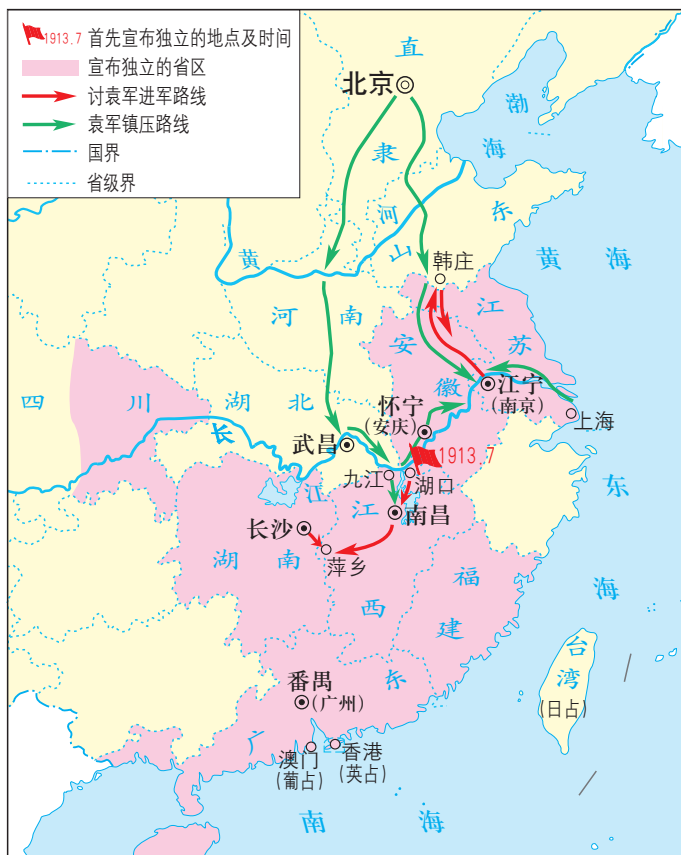 1913.7 首先宣布独立的地点及时间
宣布独立的省区
讨袁军进军路线
袁军镇压路线
国界
省级界
北京
直
隶
渤
海
河
山
东
黄
韩庄
黄 海
河 南
江
苏
安
徽
江宁
(南京)
上海
四 川
湖 北
长
江
武昌
怀宁
(安庆)
1913.7
九江
湖口
南昌
长沙
萍乡
湖 南
江
西
福
建
东
海
台
湾
(日占)
番禺
(广州)
广
东
澳门
(葡占)
香港
(英占)
南 海